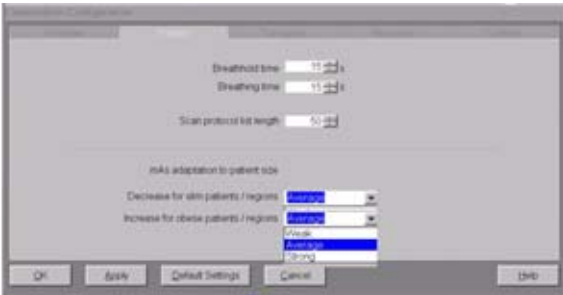 Configuration
Breathhold time 15 s
Breathing time 15 s
Scan protocol list length 50
mAs adaptation to patient size
Decrease for slim patients / regions Average
Increase for obese patients / regions Average
Weak
Average
Strong
OK Apply Default Settings Cancel Help